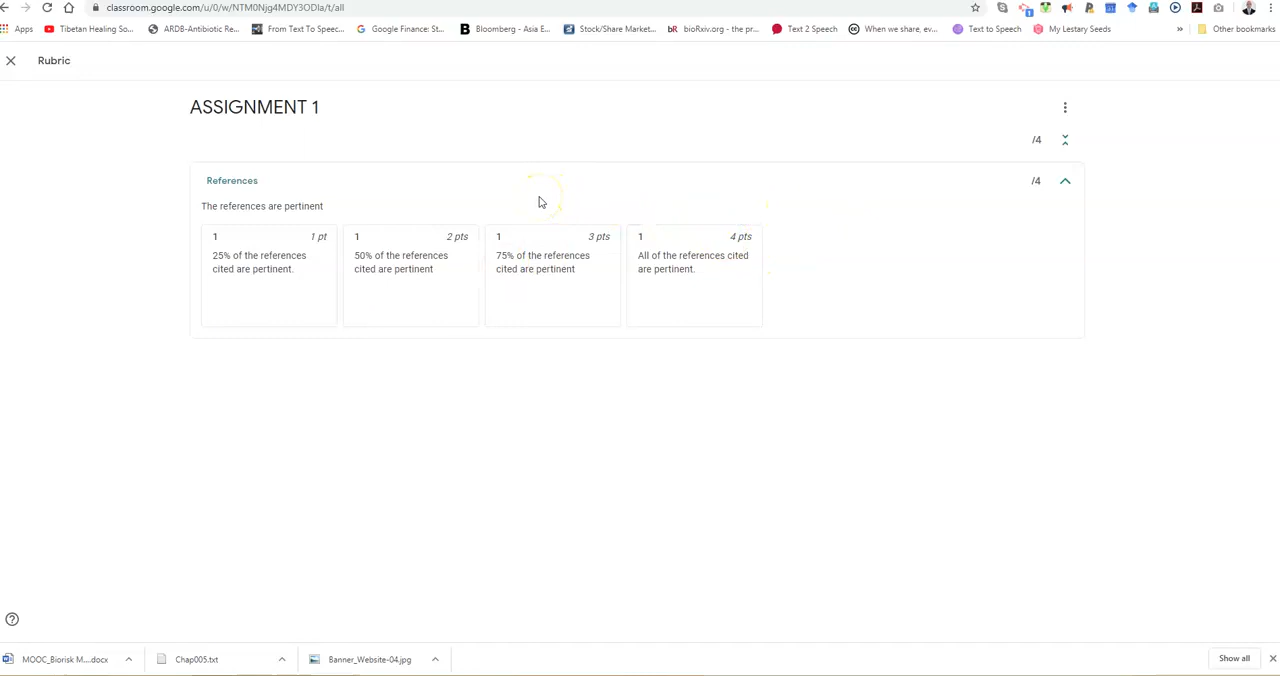 classroom.google.com/u/0/w/NTM0Njg4MDY3ODla/t/all
Apps Tibetan Healing So... ARDB-Antibiotic Re... From Text To Speec... Google Finance: St... Bloomberg - Asia E... Stock/Share Market... bR bioRxiv.org - the pr... Text 2 Speech When we share, ev... Text to Speech My Lestary Seeds » Other bookmarks
Rubric
ASSIGNMENT 1
/4
References /4
The references are pertinent
1 1 pt 1 2 pts 1 3 pts 1 4 pts
25% of the references 50% of the references 75% of the references All of the references cited
cited are pertinent. cited are pertinent cited are pertinent are pertinent.
MOOC_Biorisk M....docx Chap005.txt Banner_Website-04.jpg Show all